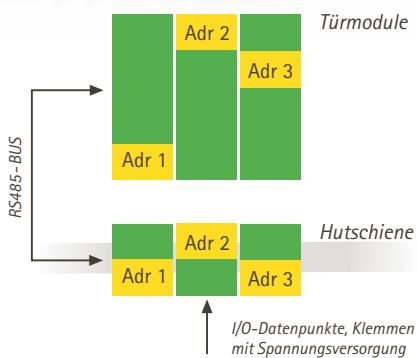 Türmodule
Adr 2
Adr 3
Adr 1
RS485-BUS
Hutschiene
Adr 2
Adr 1
Adr 3
I/O-Datenpunkte, Klemmen
mit Spannungsversorgung